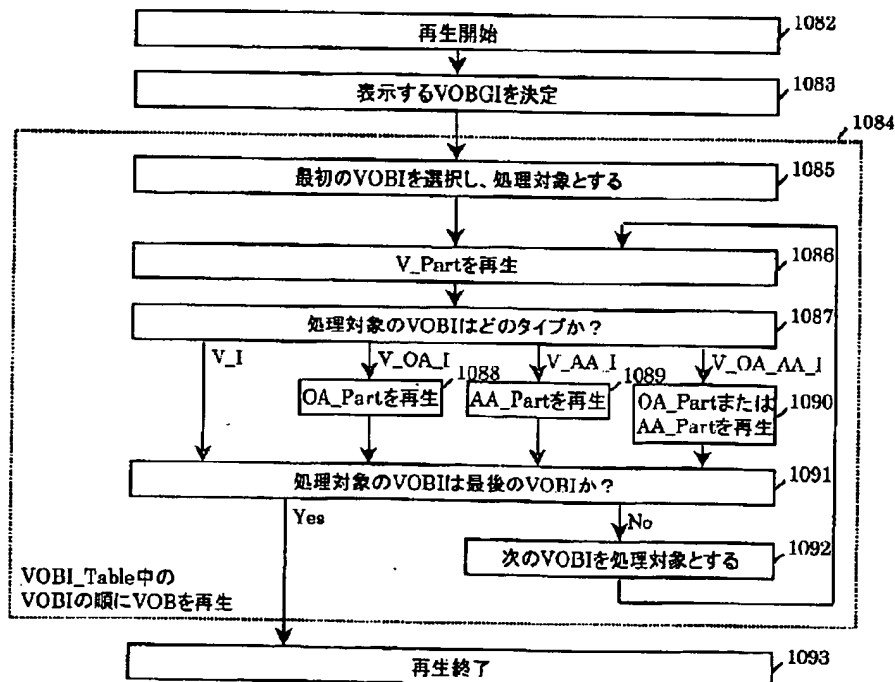 1082
再生開始
1083
表示するVOBGIを決定
1084
1085
最初のVOBIを選択し、処理対象とする
1086
V_Partを再生
1087
処理対象のVOBIはどのタイプか？
V_I
V_OA_I
V_AA_I
V_OA_AA_I
1088
OA_Partを再生
1089
AA_Partを再生
1090
OA_Partまたは
AA_Partを再生
1091
処理対象のVOBIは最後のVOBIか？
Yes
No
1092
次のVOBIを処理対象とする
VOBI_Table中の
VOBIの順にVOBを再生
1093
再生終了